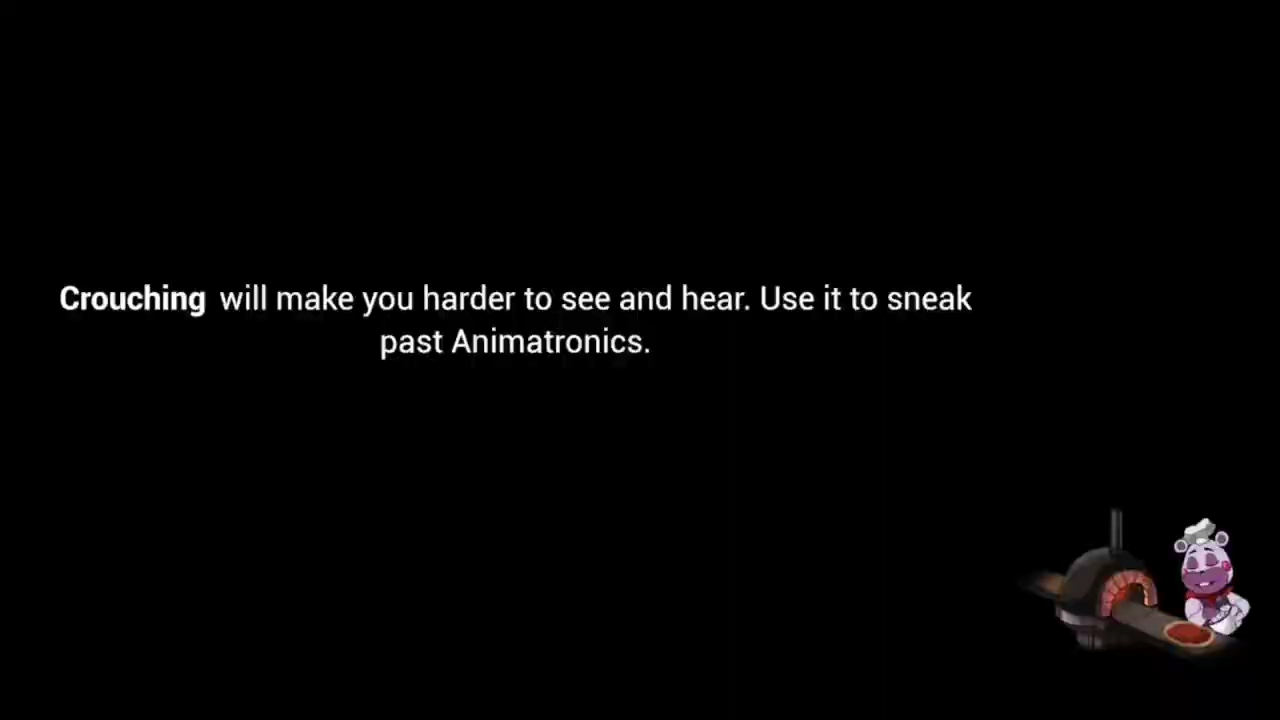 Crouching will make you harder to see and hear. Use it to sneak
past Animatronics.